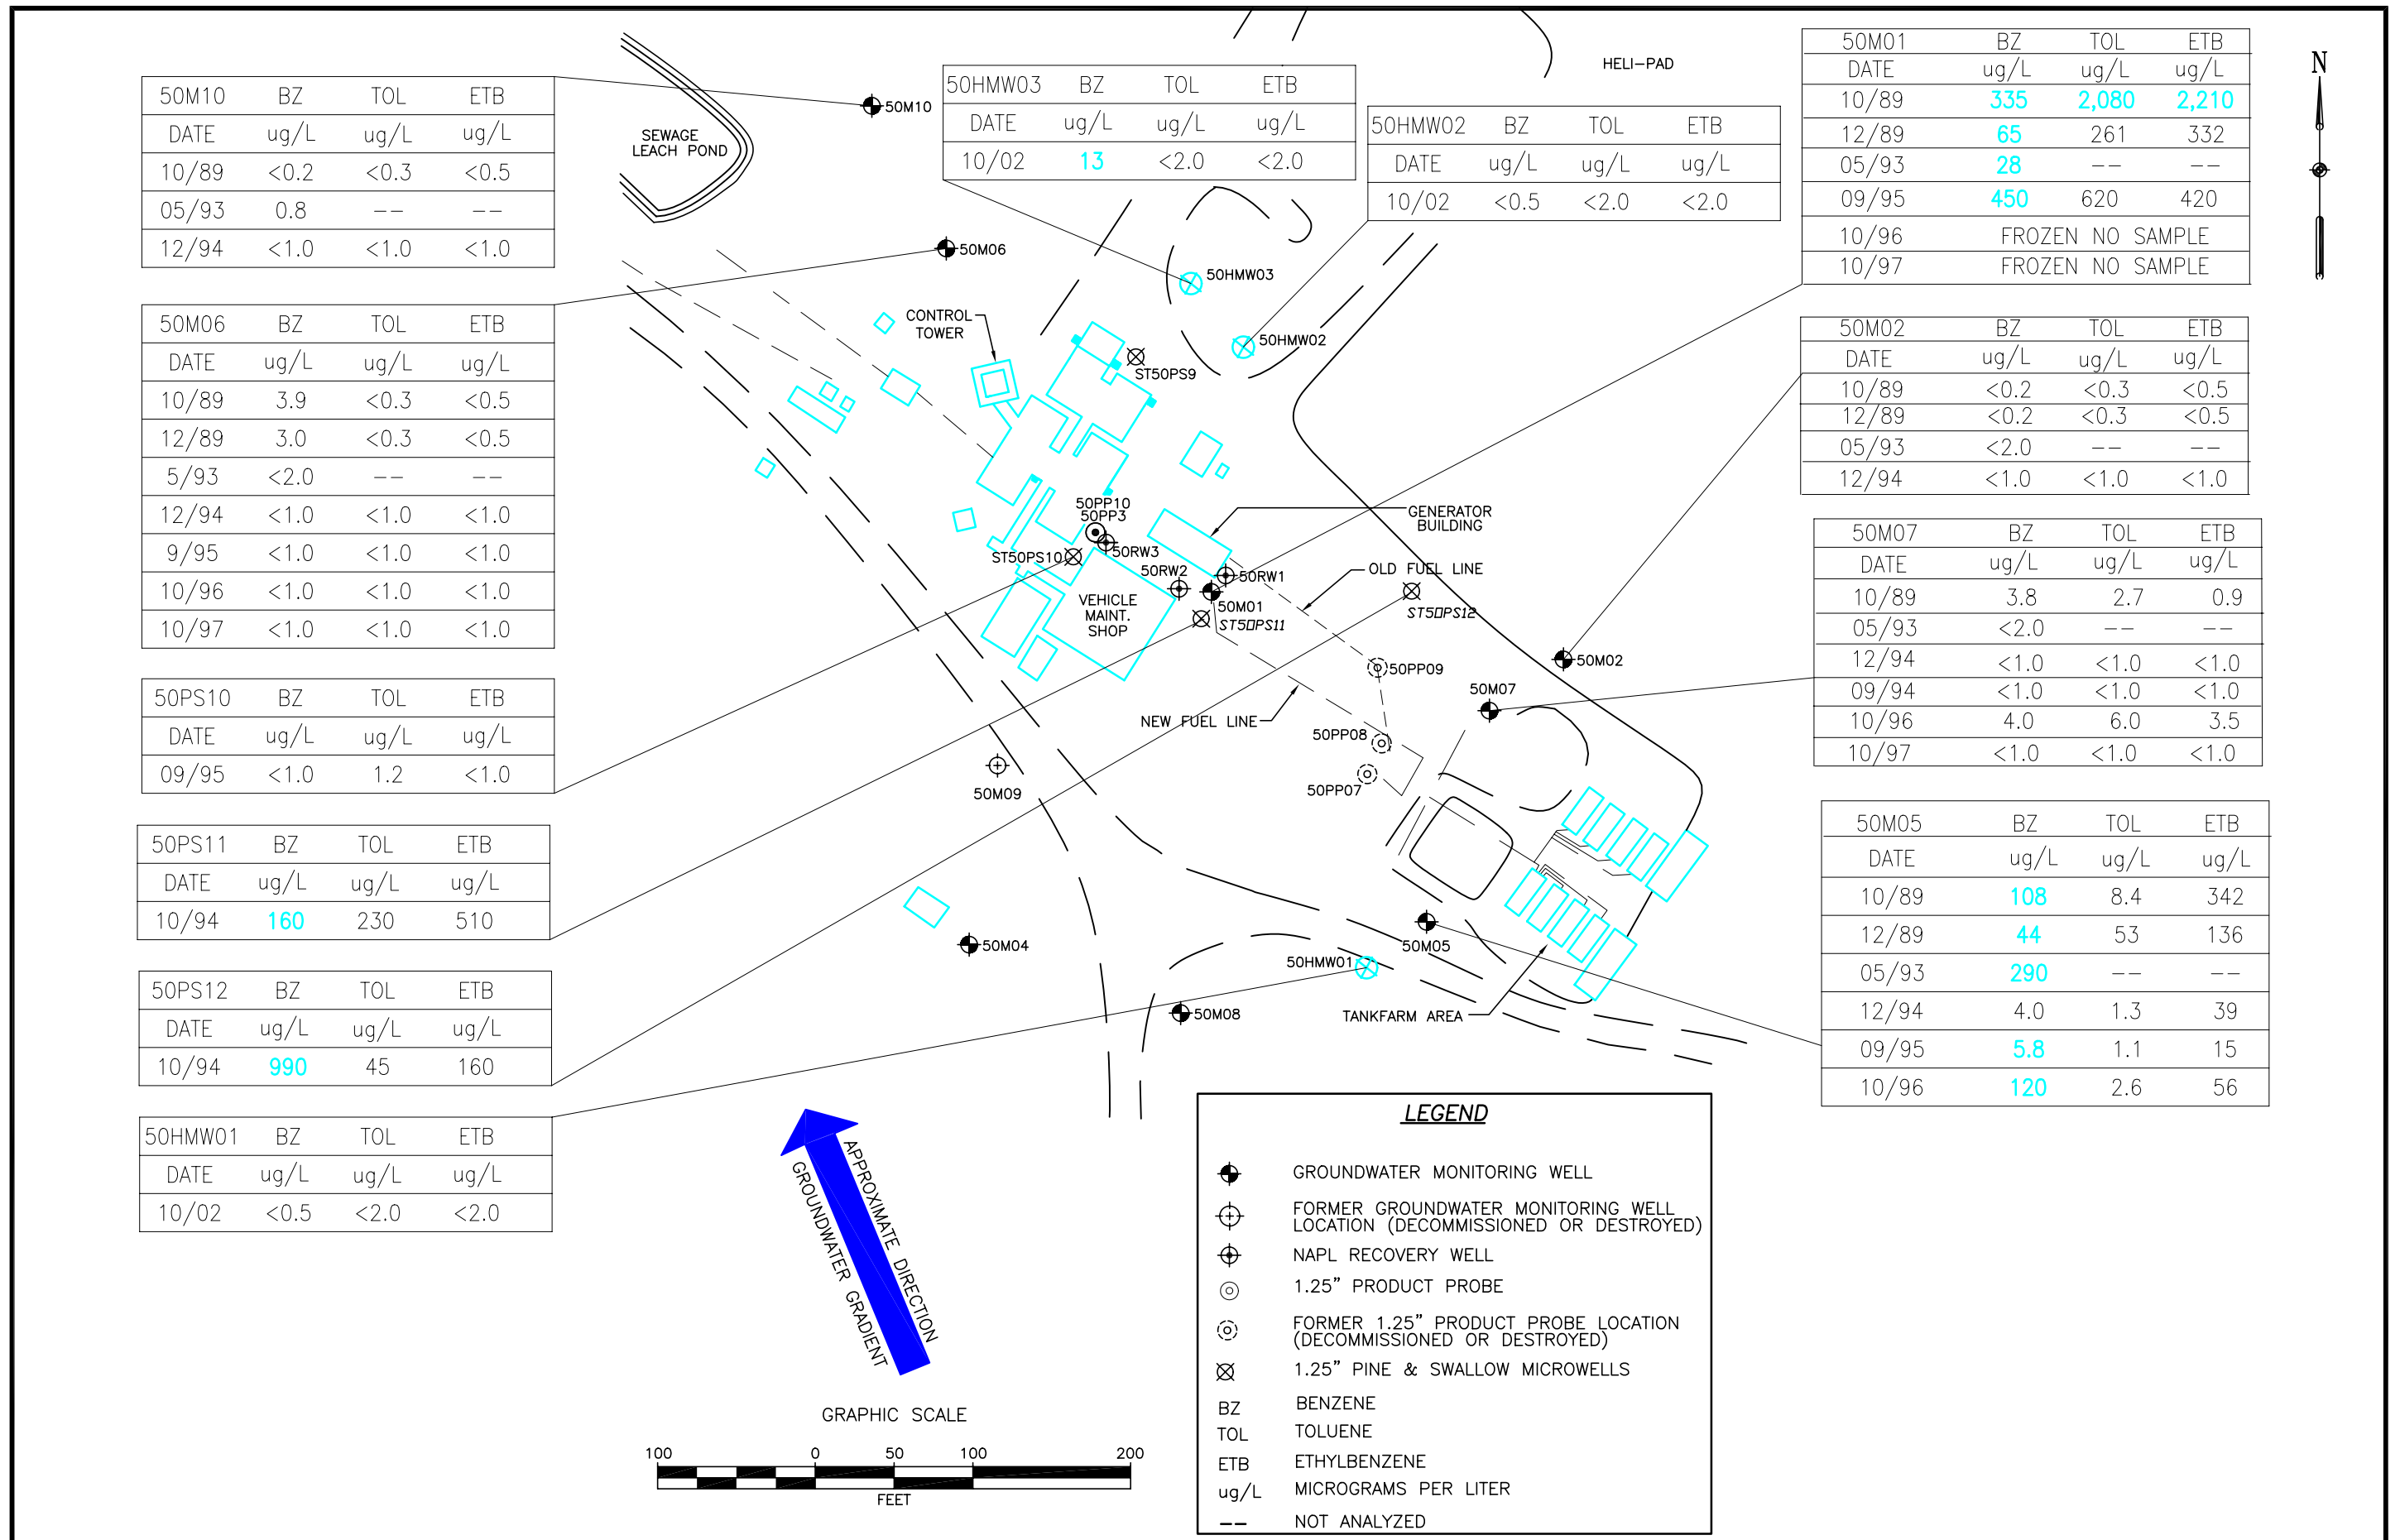 50M10 BZ TOL ETB
DATE ug/L ug/L ug/L
10/89 <0.2 <0.3 <0.5
05/93 0.8 -- --
12/94 <1.0 <1.0 <1.0
50M06 BZ TOL ETB
DATE ug/L ug/L ug/L
10/89 3.9 <0.3 <0.5
12/89 3.0 <0.3 <0.5
5/93 <2.0 -- --
12/94 <1.0 <1.0 <1.0
9/95 <1.0 <1.0 <1.0
10/96 <1.0 <1.0 <1.0
10/97 <1.0 <1.0 <1.0
50PS10 BZ TOL ETB
DATE ug/L ug/L ug/L
09/95 <1.0 1.2 <1.0
50PS11 BZ TOL ETB
DATE ug/L ug/L ug/L
10/94 160 230 510
50PS12 BZ TOL ETB
DATE ug/L ug/L ug/L
10/94 990 45 160
50HMW01 BZ TOL ETB
DATE ug/L ug/L ug/L
10/02 <0.5 <2.0 <2.0
50HMW03 BZ TOL ETB
DATE ug/L ug/L ug/L
10/02 13 <2.0 <2.0
50HMW02 BZ TOL ETB
DATE ug/L ug/L ug/L
10/02 <0.5 <2.0 <2.0
50M01 BZ TOL ETB
DATE ug/L ug/L ug/L
10/89 335 2,080 2,210
12/89 65 261 332
05/93 28 -- --
09/95 450 620 420
10/96 FROZEN NO SAMPLE
10/97 FROZEN NO SAMPLE
50M02 BZ TOL ETB
DATE ug/L ug/L ug/L
10/89 <0.2 <0.3 <0.5
12/89 <0.2 <0.3 <0.5
05/93 <2.0 -- --
12/94 <1.0 <1.0 <1.0
50M07 BZ TOL ETB
DATE ug/L ug/L ug/L
10/89 3.8 2.7 0.9
05/93 <2.0 -- --
12/94 <1.0 <1.0 <1.0
09/94 <1.0 <1.0 <1.0
10/96 4.0 6.0 3.5
10/97 <1.0 <1.0 <1.0
50M05 BZ TOL ETB
DATE ug/L ug/L ug/L
10/89 108 8.4 342
12/89 44 53 136
05/93 290 -- --
12/94 4.0 1.3 39
09/95 5.8 1.1 15
10/96 120 2.6 56
N
HELI-PAD
SEWAGE
LEACH POND
50M10
50M06
50HMW03
50HMW02
CONTROL
TOWER
ST50PS9
50PP10
50PP3
50RW3
ST50PS10
GENERATOR
BUILDING
50RW2
50RW1
OLD FUEL LINE
VEHICLE
MAINT.
SHOP
50M01
ST50PS11
ST50PS12
50M02
50PP09
50M07
NEW FUEL LINE
50PP08
50PP07
50M09
50M04
50M05
50HMW01
50M08
TANKFARM AREA
APPROXIMATE DIRECTION
GROUNDWATER GRADIENT
GRAPHIC SCALE
100 0 50 100 200
FEET
LEGEND
GROUNDWATER MONITORING WELL
FORMER GROUNDWATER MONITORING WELL
LOCATION (DECOMMISSIONED OR DESTROYED)
NAPL RECOVERY WELL
1.25" PRODUCT PROBE
FORMER 1.25" PRODUCT PROBE LOCATION
(DECOMMISSIONED OR DESTROYED)
1.25" PINE & SWALLOW MICROWELLS
BZ BENZENE
TOL TOLUENE
ETB ETHYLBENZENE
ug/L MICROGRAMS PER LITER
-- NOT ANALYZED